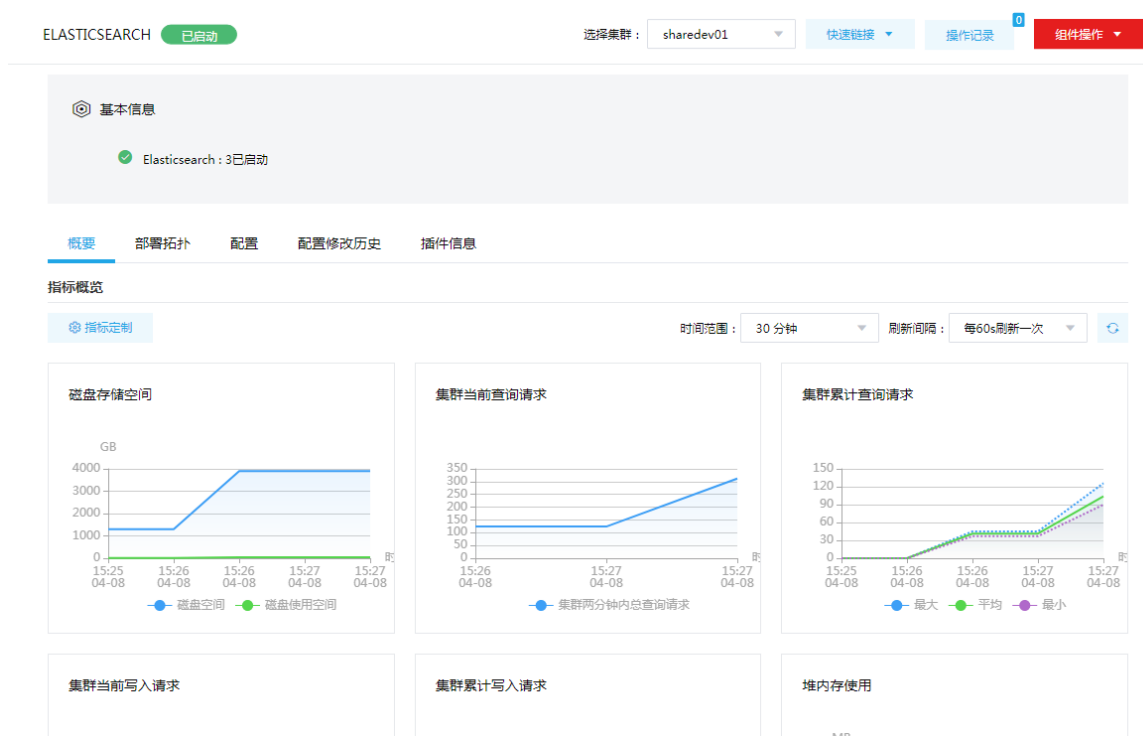 ELASTICSEARCH 已启动 选择集群： sharedev01 快速链接 操作记录 0 组件操作
基本信息
Elasticsearch : 3已启动
概要 部署拓扑 配置 配置修改历史 插件信息
指标概览
指标定制 时间范围： 30 分钟 刷新间隔： 每60s刷新一次
磁盘存储空间
GB
4000
3000
2000
1000
0
时
15:25 15:26 15:26 15:27 15:27
04-08 04-08 04-08 04-08 04-08
磁盘空间 磁盘使用空间
集群当前查询请求
350
300
250
200
150
100
50
0
15:26 15:27 15:27
04-08 04-08 04-08
集群两分钟内总查询请求
集群累计查询请求
150
120
90
60
30
0
15:25 15:26 15:26 15:27 15:27
04-08 04-08 04-08 04-08 04-08
最大 平均 最小
集群当前写入请求
集群累计写入请求
堆内存使用